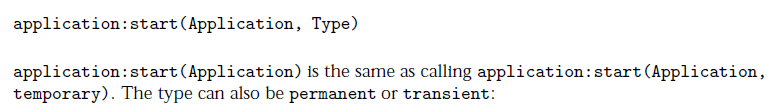 application:start(Application, Type)
application:start(Application) is the same as calling application:start(Application,
temporary). The type can also be permanent or transient: